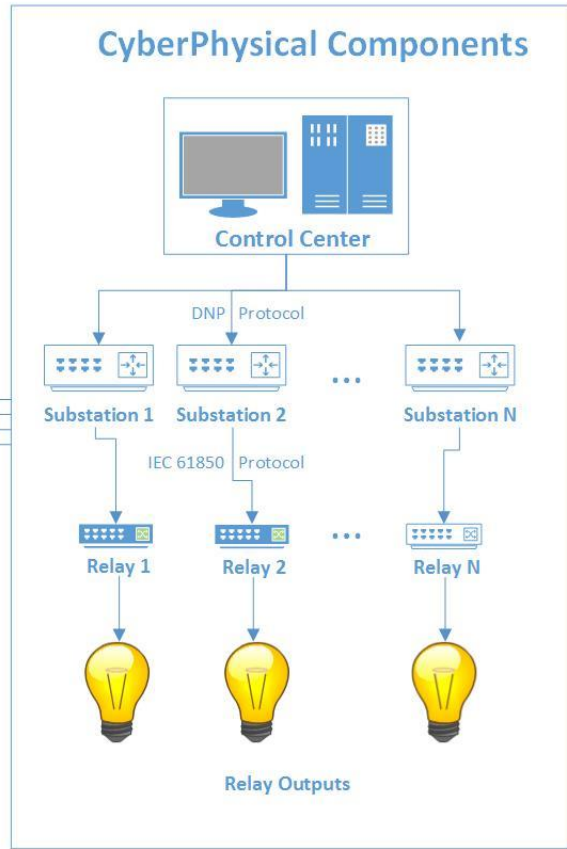 CyberPhysical Components
Control Center
DNP Protocol
...
Substation 1 Substation 2 Substation N
IEC 61850 Protocol
...
Relay 1 Relay 2 Relay N
Relay Outputs